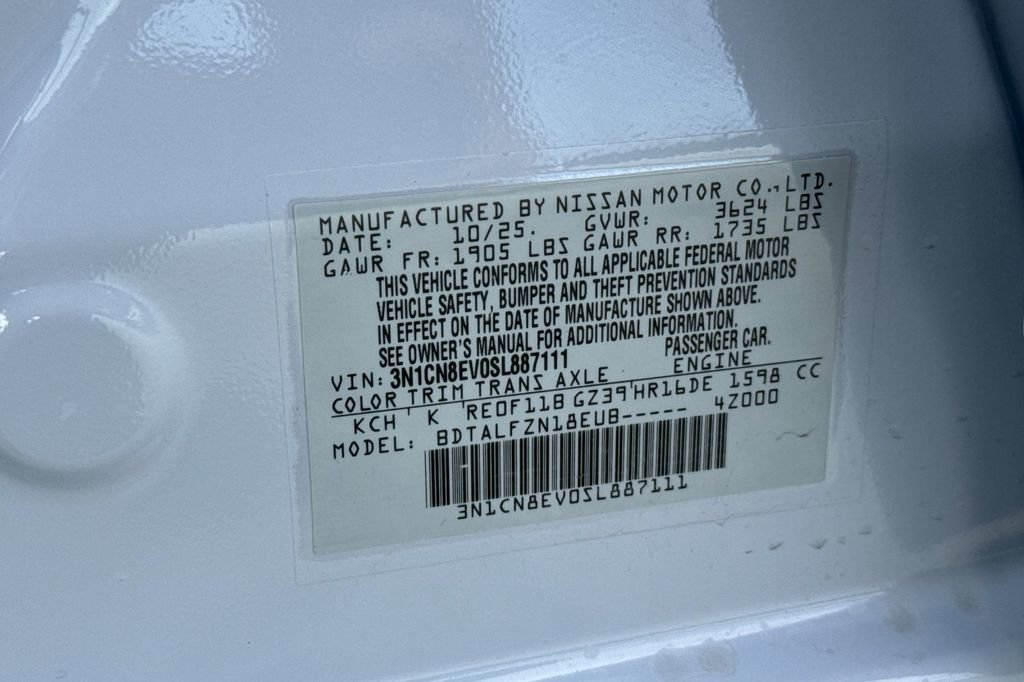 MANUFACTURED BY NISSAN MOTOR CO.,LTD.
DATE: 10/25. GVWR: 3624 LBS
GAWR FR: 1905 LBS GAWR RR: 1735 LBS
THIS VEHICLE CONFORMS TO ALL APPLICABLE FEDERAL MOTOR
VEHICLE SAFETY, BUMPER AND THEFT PREVENTION STANDARDS
IN EFFECT ON THE DATE OF MANUFACTURE SHOWN ABOVE.
SEE OWNER'S MANUAL FOR ADDITIONAL INFORMATION.
VIN: 3N1CN8EV0SL887111 PASSENGER CAR.
COLOR TRIM TRANS AXLE ENGINE
KCH ' K 'RE0F11B GZ39'HR16DE 1598 CC
MODEL: BDTALFZN18EUB----- 4Z000
3N1CN8EV0SL887111